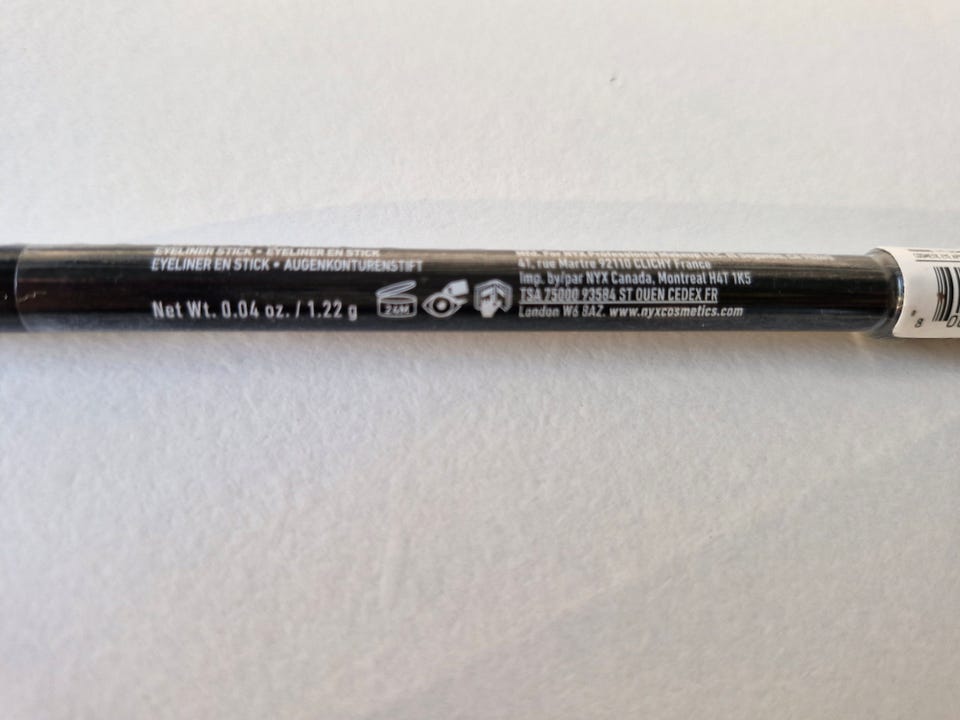 EYELINER STICK • EYELINER EN STICK
EYELINER EN STICK • AUGENKONTURENSTIFT
Net Wt. 0.04 oz. / 1.22 g
24M
41, rue Martre 92110 CLICHY France
Imp. by/par NYX Canada, Montreal H4T 1K5
TSA 75000 93584 ST OUEN CEDEX FR
London W6 8AZ. www.nyxcosmetics.com
8